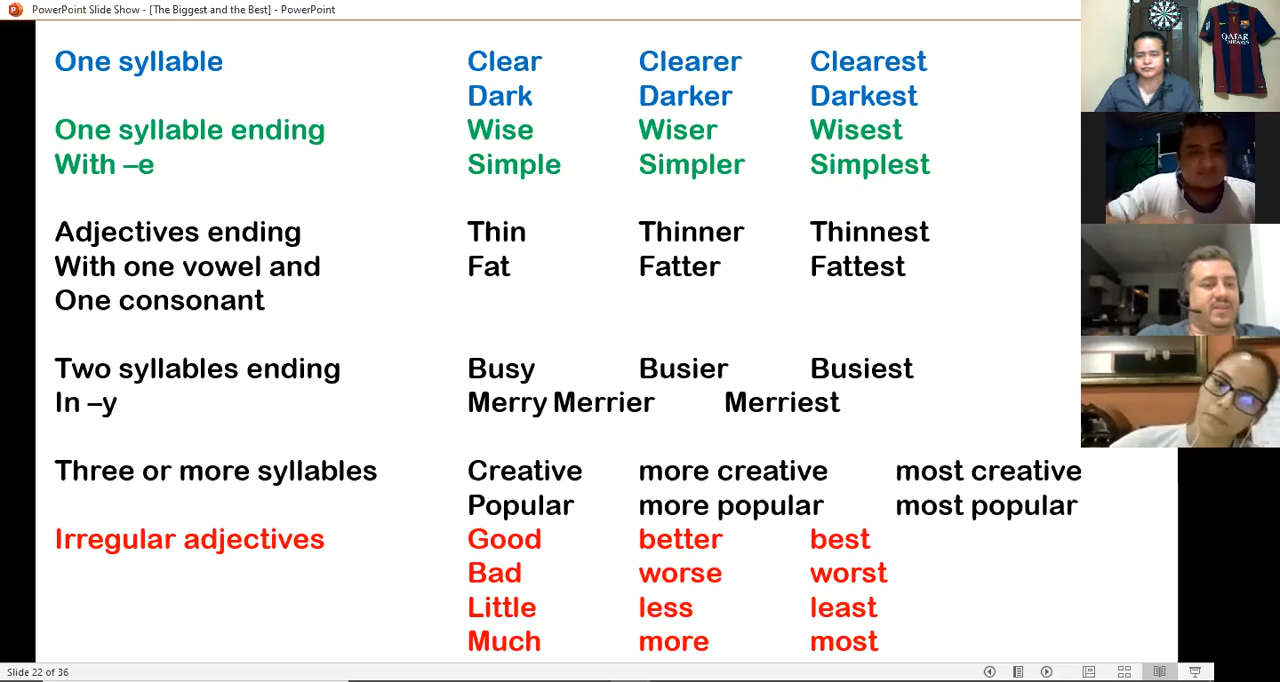 PowerPoint Slide Show - [The Biggest and the Best] - PowerPoint
One syllable Clear Clearer Clearest
Dark Darker Darkest
One syllable ending Wise Wiser Wisest
With –e Simple Simpler Simplest
Adjectives ending Thin Thinner Thinnest
With one vowel and Fat Fatter Fattest
One consonant
Two syllables ending Busy Busier Busiest
In –y Merry Merrier Merriest
Three or more syllables Creative more creative most creative
Popular more popular most popular
Irregular adjectives Good better best
Bad worse worst
Little less least
Much more most
Slide 22 of 36
QATAR
AIRWAYS